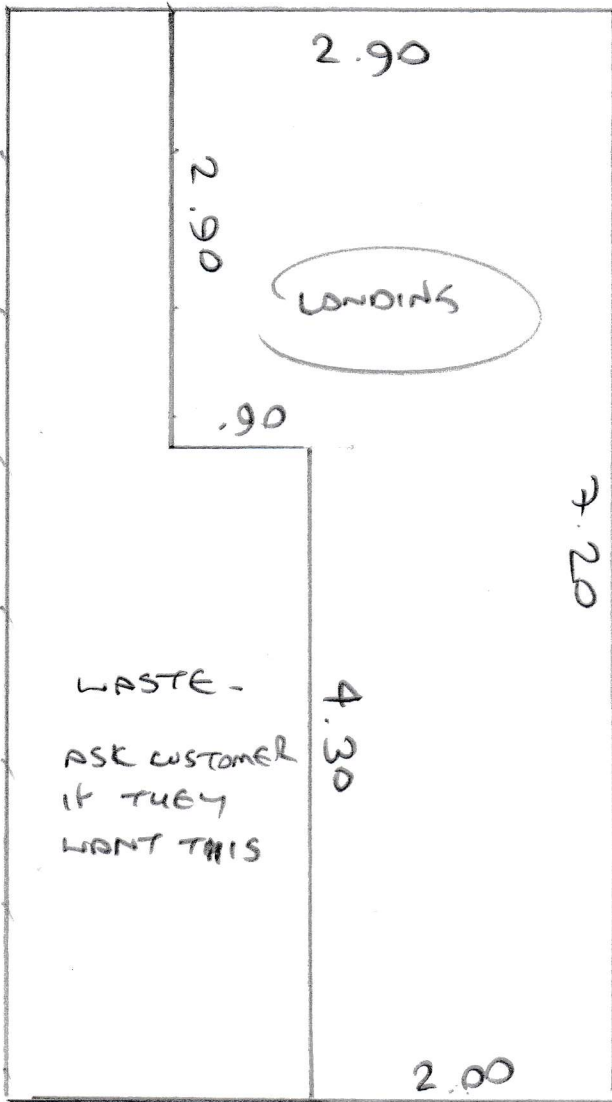 2.90
2.90
LANDING
.90
7.20
WASTE -
ASK CUSTOMER
IF THEY
WANT THIS
4.30
2.00